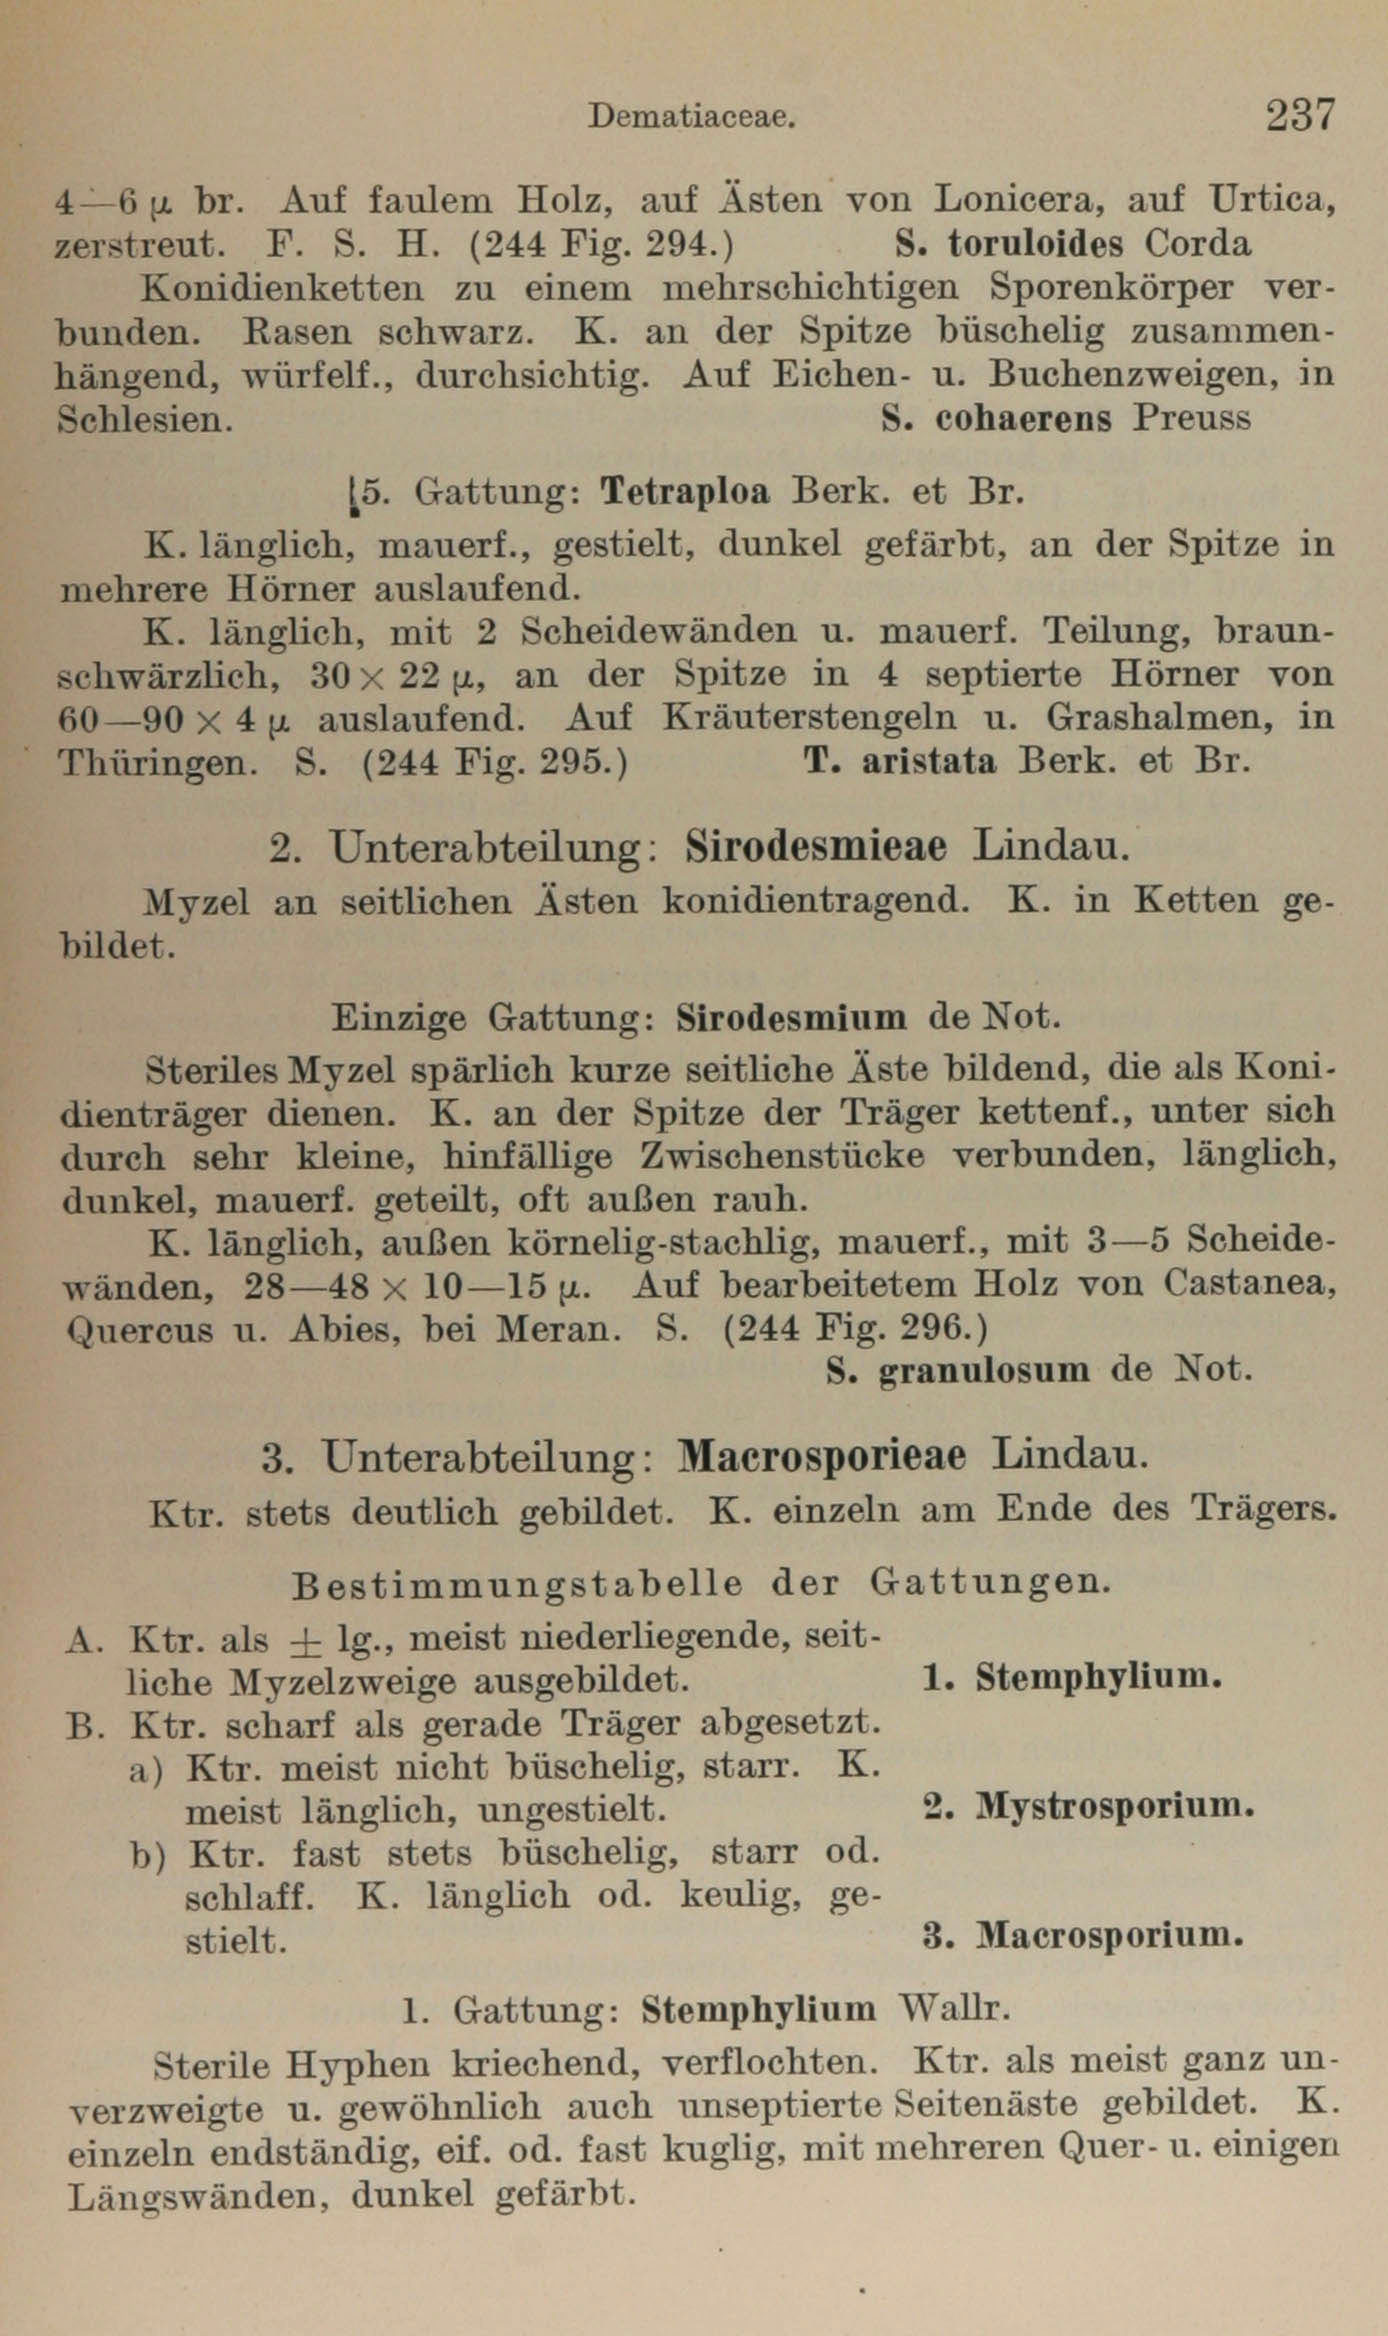 Dematiaceae. 237
4—6 µ br. Auf faulem Holz, auf Ästen von Lonicera, auf Urtica,
zerstreut. F. S. H. (244 Fig. 294.) S. toruloides Corda
Konidienketten zu einem mehrschichtigen Sporenkörper ver-
bunden. Rasen schwarz. K. an der Spitze büschelig zusammen-
hängend, würfelf., durchsichtig. Auf Eichen- u. Buchenzweigen, in
Schlesien. S. cohaerens Preuss
5. Gattung: Tetraploa Berk. et Br.
K. länglich, mauerf., gestielt, dunkel gefärbt, an der Spitze in
mehrere Hörner auslaufend.
K. länglich, mit 2 Scheidewänden u. mauerf. Teilung, braun-
schwärzlich, 30 × 22 µ, an der Spitze in 4 septierte Hörner von
60—90 × 4 µ auslaufend. Auf Kräuterstengeln u. Grashalmen, in
Thüringen. S. (244 Fig. 295.) T. aristata Berk. et Br.
2. Unterabteilung: Sirodesmieae Lindau.
Myzel an seitlichen Ästen konidientragend. K. in Ketten ge-
bildet.
Einzige Gattung: Sirodesmium de Not.
Steriles Myzel spärlich kurze seitliche Äste bildend, die als Koni-
dienträger dienen. K. an der Spitze der Träger kettenf., unter sich
durch sehr kleine, hinfällige Zwischenstücke verbunden, länglich,
dunkel, mauerf. geteilt, oft außen rauh.
K. länglich, außen körnelig-stachlig, mauerf., mit 3—5 Scheide-
wänden, 28—48 × 10—15 µ. Auf bearbeitetem Holz von Castanea,
Quercus u. Abies, bei Meran. S. (244 Fig. 296.)
S. granulosum de Not.
3. Unterabteilung: Macrosporieae Lindau.
Ktr. stets deutlich gebildet. K. einzeln am Ende des Trägers.
Bestimmungstabelle der Gattungen.
A. Ktr. als ± lg., meist niederliegende, seit-
liche Myzelzweige ausgebildet. 1. Stemphylium.
B. Ktr. scharf als gerade Träger abgesetzt.
a) Ktr. meist nicht büschelig, starr. K.
meist länglich, ungestielt. 2. Mystrosporium.
b) Ktr. fast stets büschelig, starr od.
schlaff. K. länglich od. keulig, ge-
stielt. 3. Macrosporium.
1. Gattung: Stemphylium Wallr.
Sterile Hyphen kriechend, verflochten. Ktr. als meist ganz un-
verzweigte u. gewöhnlich auch unseptierte Seitenäste gebildet. K.
einzeln endständig, eif. od. fast kuglig, mit mehreren Quer- u. einigen
Längswänden, dunkel gefärbt.